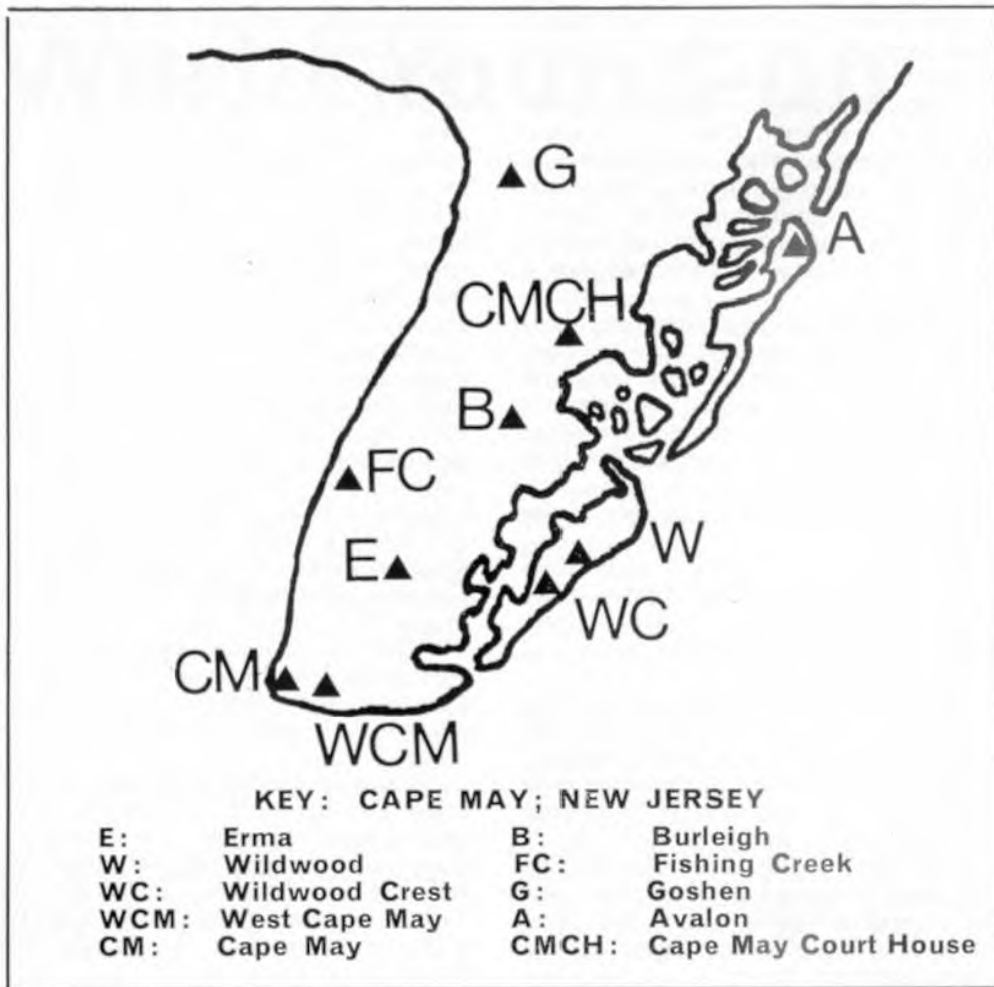 G
A
CMCH
B
FC
E
W
WC
CM
WCM
KEY: CAPE MAY; NEW JERSEY
E: Erma B: Burleigh
W: Wildwood FC: Fishing Creek
WC: Wildwood Crest G: Goshen
WCM: West Cape May A: Avalon
CM: Cape May CMCH: Cape May Court House